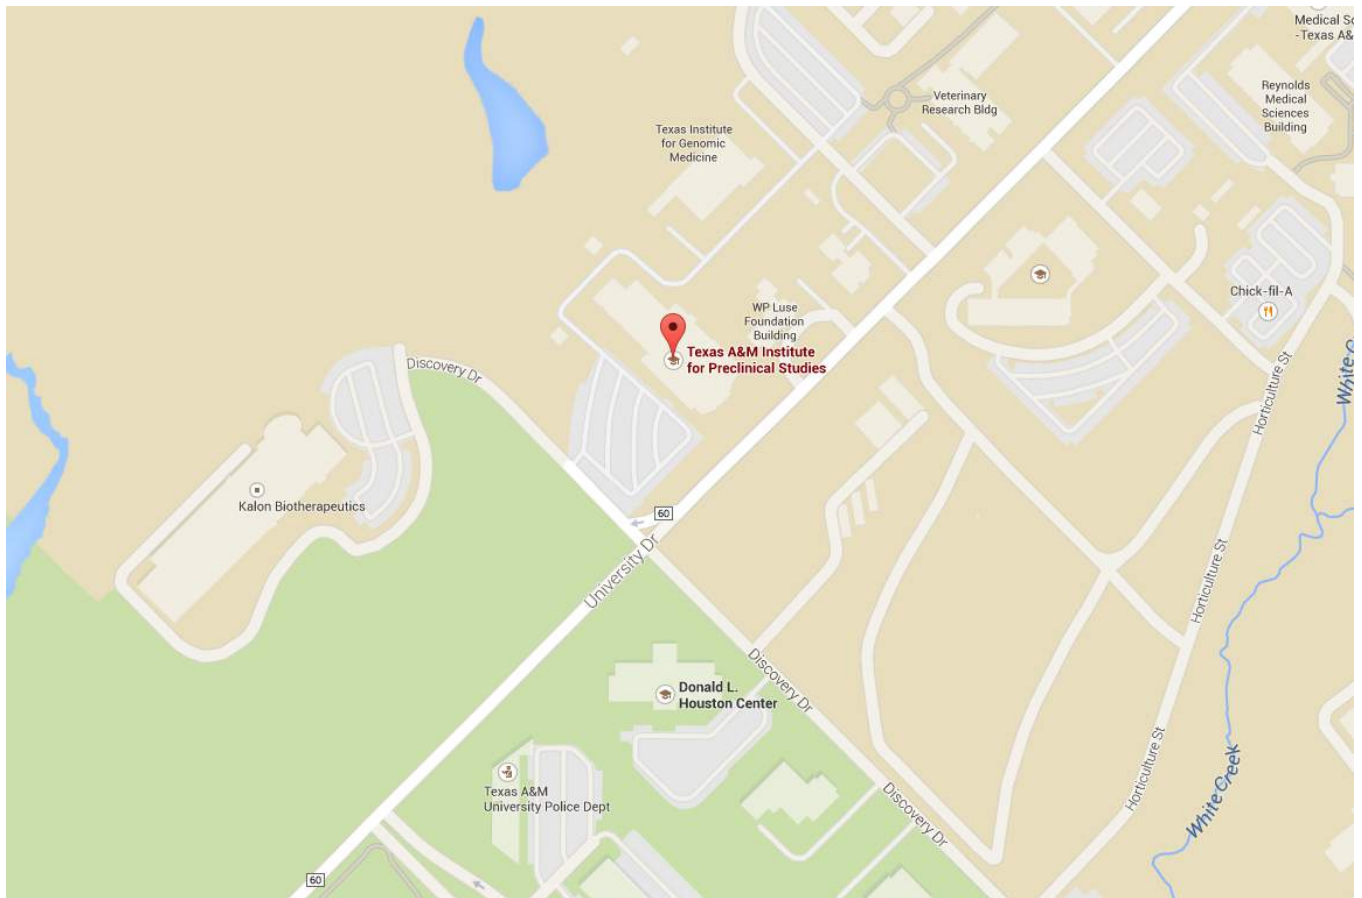 Medical Sc
-Texas A&
Reynolds
Medical
Sciences
Building
Veterinary
Research Bldg
Texas Institute
for Genomic
Medicine
Chick-fil-A
WP Luse
Foundation
Building
Texas A&M Institute
for Preclinical Studies
Discovery Dr
White C
Horticulture St
Kalon Biotherapeutics
60
University Dr
Horticulture St
Discovery Dr
Donald L.
Houston Center
Horticulture St
White Creek
Texas A&M
University Police Dept
Discovery Dr
60